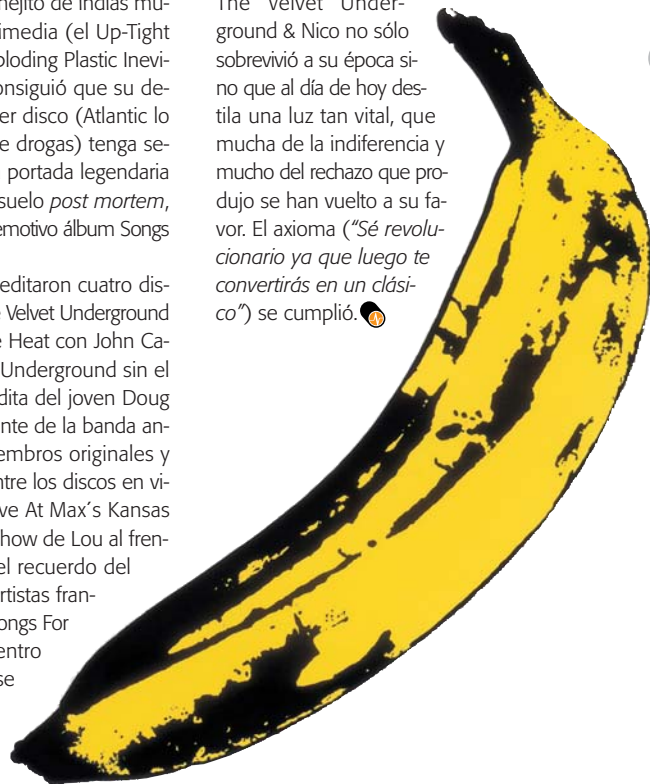 nejito de Indias mu-
imedia (el Up-Tight
ploding Plastic Inevi-
onsiguió que su de-
er disco (Atlantic lo
e drogas) tenga se-
portada legendaria
suelo post mortem,
emotivo álbum Songs
editaron cuatro dis-
Velvet Underground
Heat con John Ca-
Underground sin el
dita del joven Doug
nte de la banda an-
embros originales y
ntre los discos en vi-
ve At Max´s Kansas
how de Lou al fren-
el recuerdo del
rtistas fran-
ongs For
entro
se
The Velvet Under-
ground & Nico no sólo
sobrevivió a su época si-
no que al día de hoy des-
tila una luz tan vital, que
mucha de la indiferencia y
mucho del rechazo que pro-
dujo se han vuelto a su fa-
vor. El axioma (“Sé revolu-
cionario ya que luego te
convertirás en un clási-
co”) se cumplió.